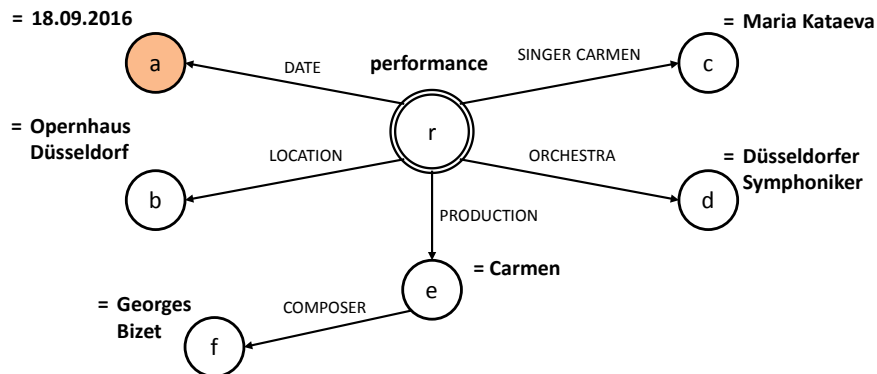 = 18.09.2016
a
DATE
performance
SINGER CARMEN
= Maria Kataeva
c
r
= Opernhaus
Düsseldorf
LOCATION
b
ORCHESTRA
= Düsseldorfer
Symphoniker
d
PRODUCTION
e
= Carmen
= Georges
Bizet
COMPOSER
f